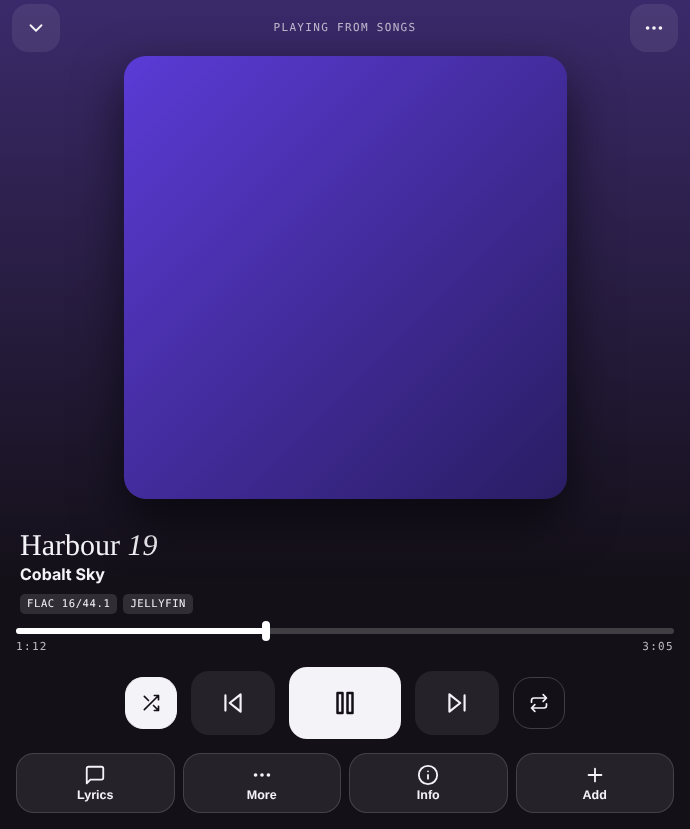 PLAYING FROM SONGS
Harbour 19
Cobalt Sky
FLAC 16/44.1 JELLYFIN
1:12 3:05
Lyrics More Info Add